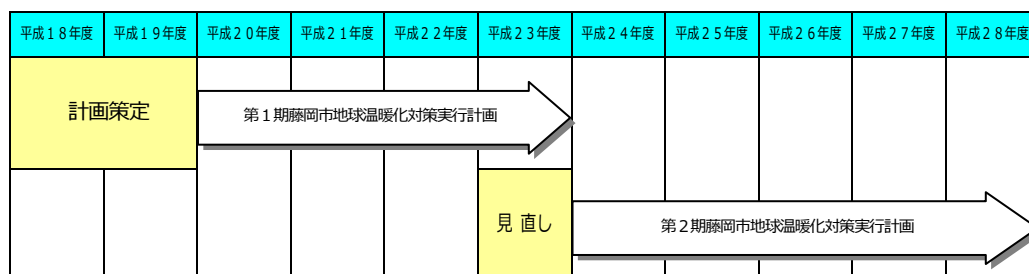 平成18年度 平成19年度 平成20年度 平成21年度 平成22年度 平成23年度 平成24年度 平成25年度 平成26年度 平成27年度 平成28年度
計画策定 第1期藤岡市地球温暖化対策実行計画
見直し 第2期藤岡市地球温暖化対策実行計画